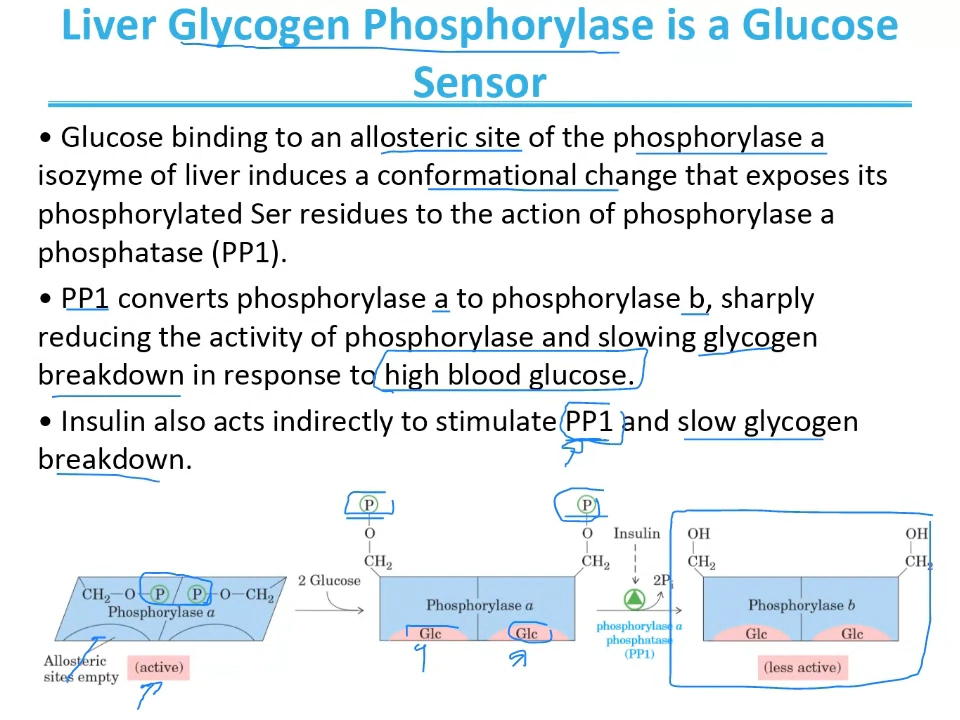 Liver Glycogen Phosphorylase is a Glucose
Sensor
• Glucose binding to an allosteric site of the phosphorylase a
isozyme of liver induces a conformational change that exposes its
phosphorylated Ser residues to the action of phosphorylase a
phosphatase (PP1).
• PP1 converts phosphorylase a to phosphorylase b, sharply
reducing the activity of phosphorylase and slowing glycogen
breakdown in response to high blood glucose.
• Insulin also acts indirectly to stimulate PP1 and slow glycogen
breakdown.
P P
O O Insulin OH OH
CH2 CH2 CH2 CH2
CH2–O–P P–O–CH2 2 Glucose 2Pi
Phosphorylase a Phosphorylase a Phosphorylase b
Glc Glc phosphorylase a Glc Glc
phosphatase
(PP1)
Allosteric
sites empty (active) (less active)